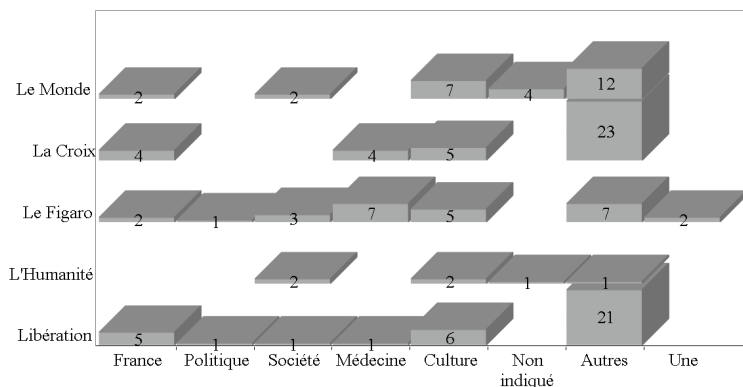 Le Monde 2 2 7 4 12
La Croix 4 4 5 23
Le Figaro 2 1 3 7 5 7 2
L'Humanité 2 2 1 1
Libération 5 1 1 1 6 21
France Politique Société Médecine Culture Non indiqué Autres Une